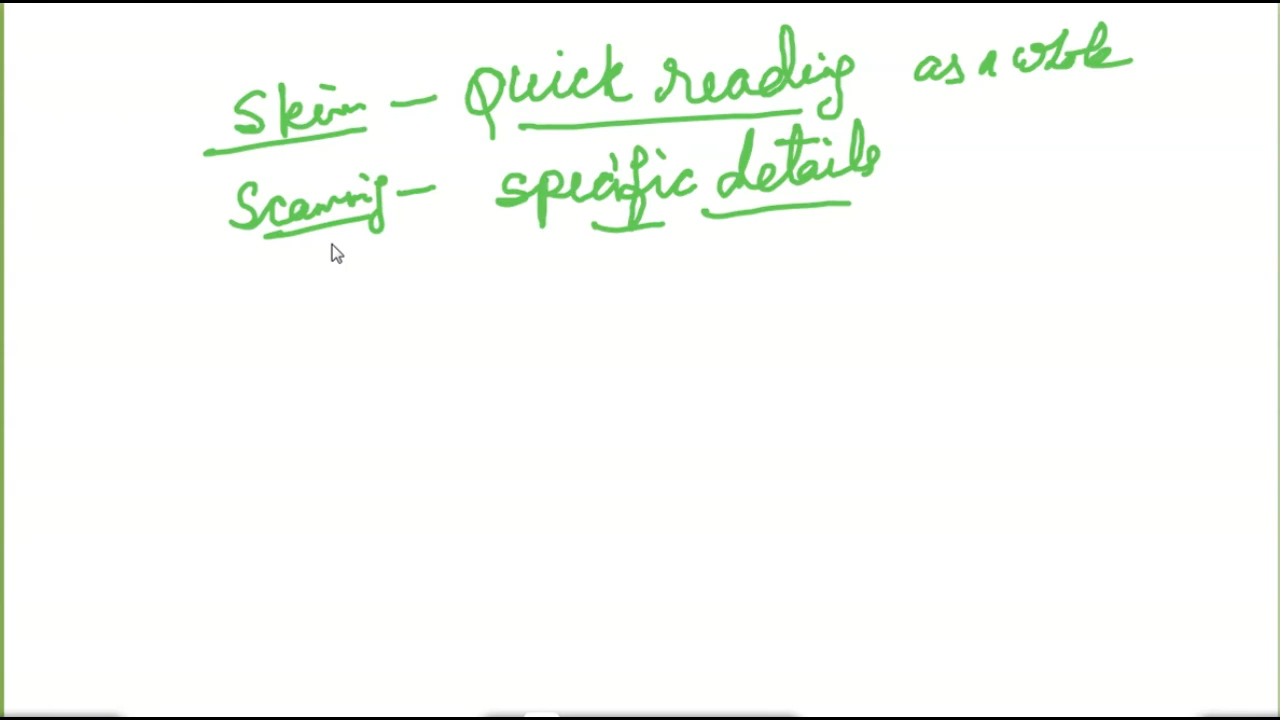 Skim — Quick reading as a whole
Scanning — specific details